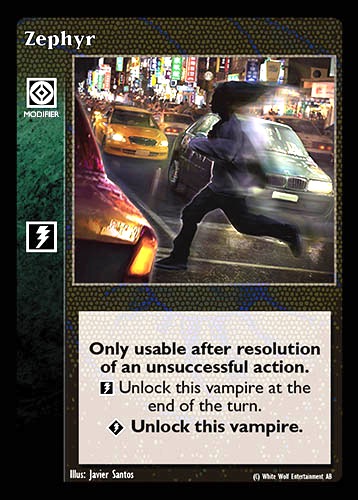 Zephyr
MODIFIER
Only usable after resolution
of an unsuccessful action.
Unlock this vampire at the
end of the turn.
Unlock this vampire.
Illus: Javier Santos
(C) White Wolf Entertainment AB